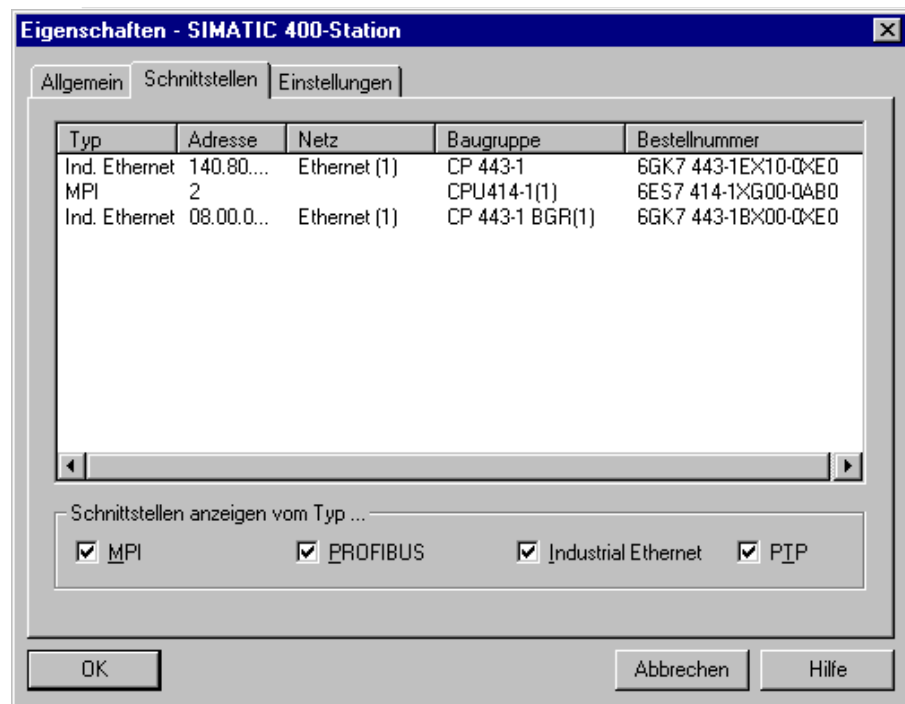 Eigenschaften - SIMATIC 400-Station
Allgemein Schnittstellen Einstellungen
Typ Adresse Netz Baugruppe Bestellnummer
Ind. Ethernet 140.80.... Ethernet (1) CP 443-1 6GK7 443-1EX10-0XE0
MPI 2 CPU414-1(1) 6ES7 414-1XG00-0AB0
Ind. Ethernet 08.00.0... Ethernet (1) CP 443-1 BGR(1) 6GK7 443-1BX00-0XE0
Schnittstellen anzeigen vom Typ ...
MPI PROFIBUS Industrial Ethernet PTP
OK Abbrechen Hilfe